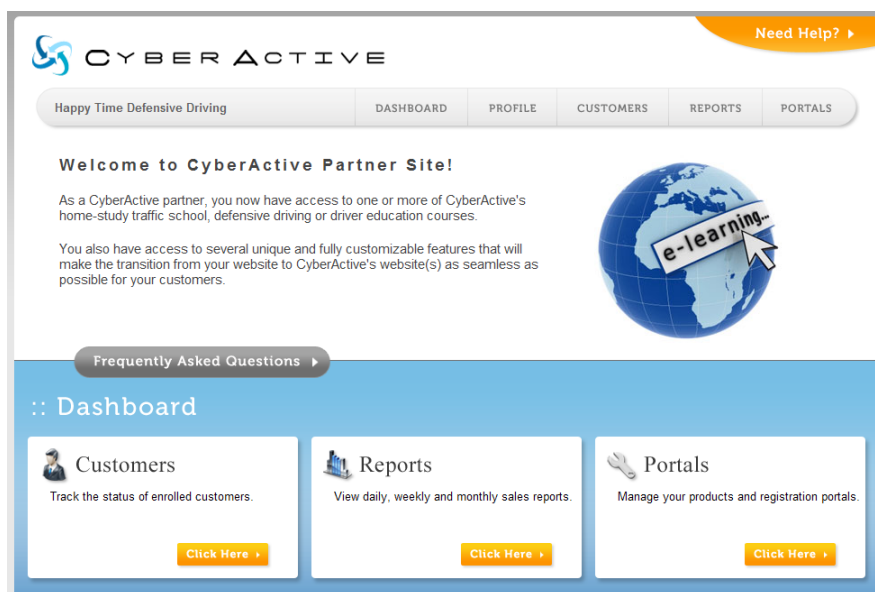 Need Help?
CYBERACTIVE
Happy Time Defensive Driving
DASHBOARD
PROFILE
CUSTOMERS
REPORTS
PORTALS
Welcome to CyberActive Partner Site!
As a CyberActive partner, you now have access to one or more of CyberActive's
home-study traffic school, defensive driving or driver education courses.
You also have access to several unique and fully customizable features that will
make the transition from your website to CyberActive's website(s) as seamless as
possible for your customers.
e-learning...
Frequently Asked Questions
:: Dashboard
Customers
Track the status of enrolled customers.
Click Here
Reports
View daily, weekly and monthly sales reports.
Click Here
Portals
Manage your products and registration portals.
Click Here